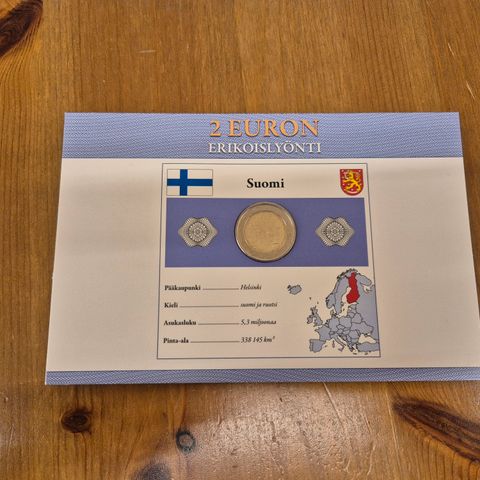 2 EURON
ERIKOISLYÖNTI
Suomi
Pääkaupunki ............ Helsinki
Kieli ............ suomi ja ruotsi
Asukasluku ............ 5,3 miljoonaa
Pinta-ala ............ 338 145 km²